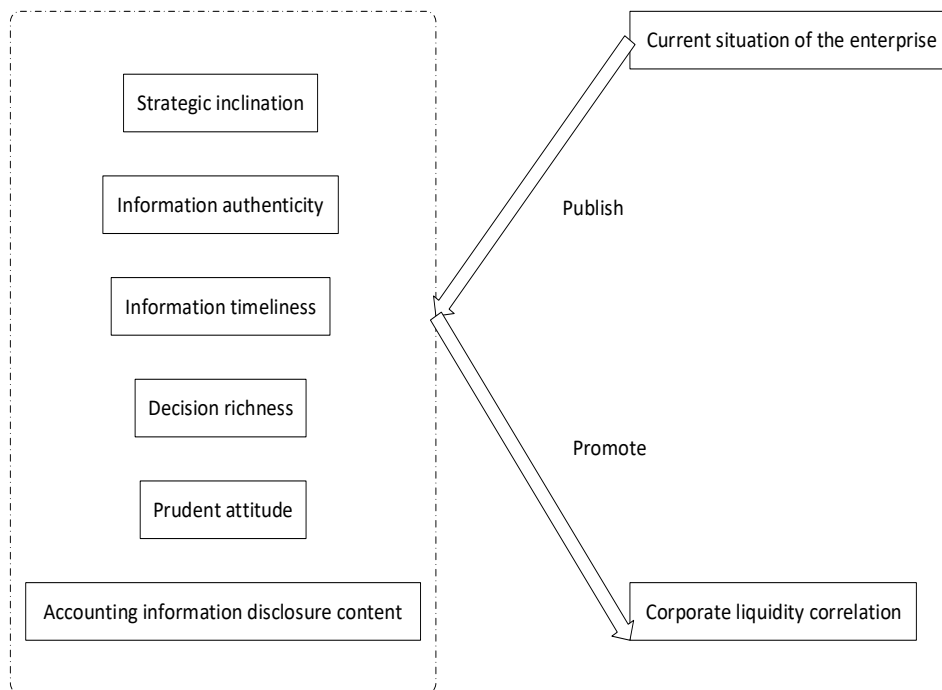 Current situation of the enterprise
Strategic inclination
Information authenticity
Publish
Information timeliness
Decision richness
Promote
Prudent attitude
Accounting information disclosure content
Corporate liquidity correlation